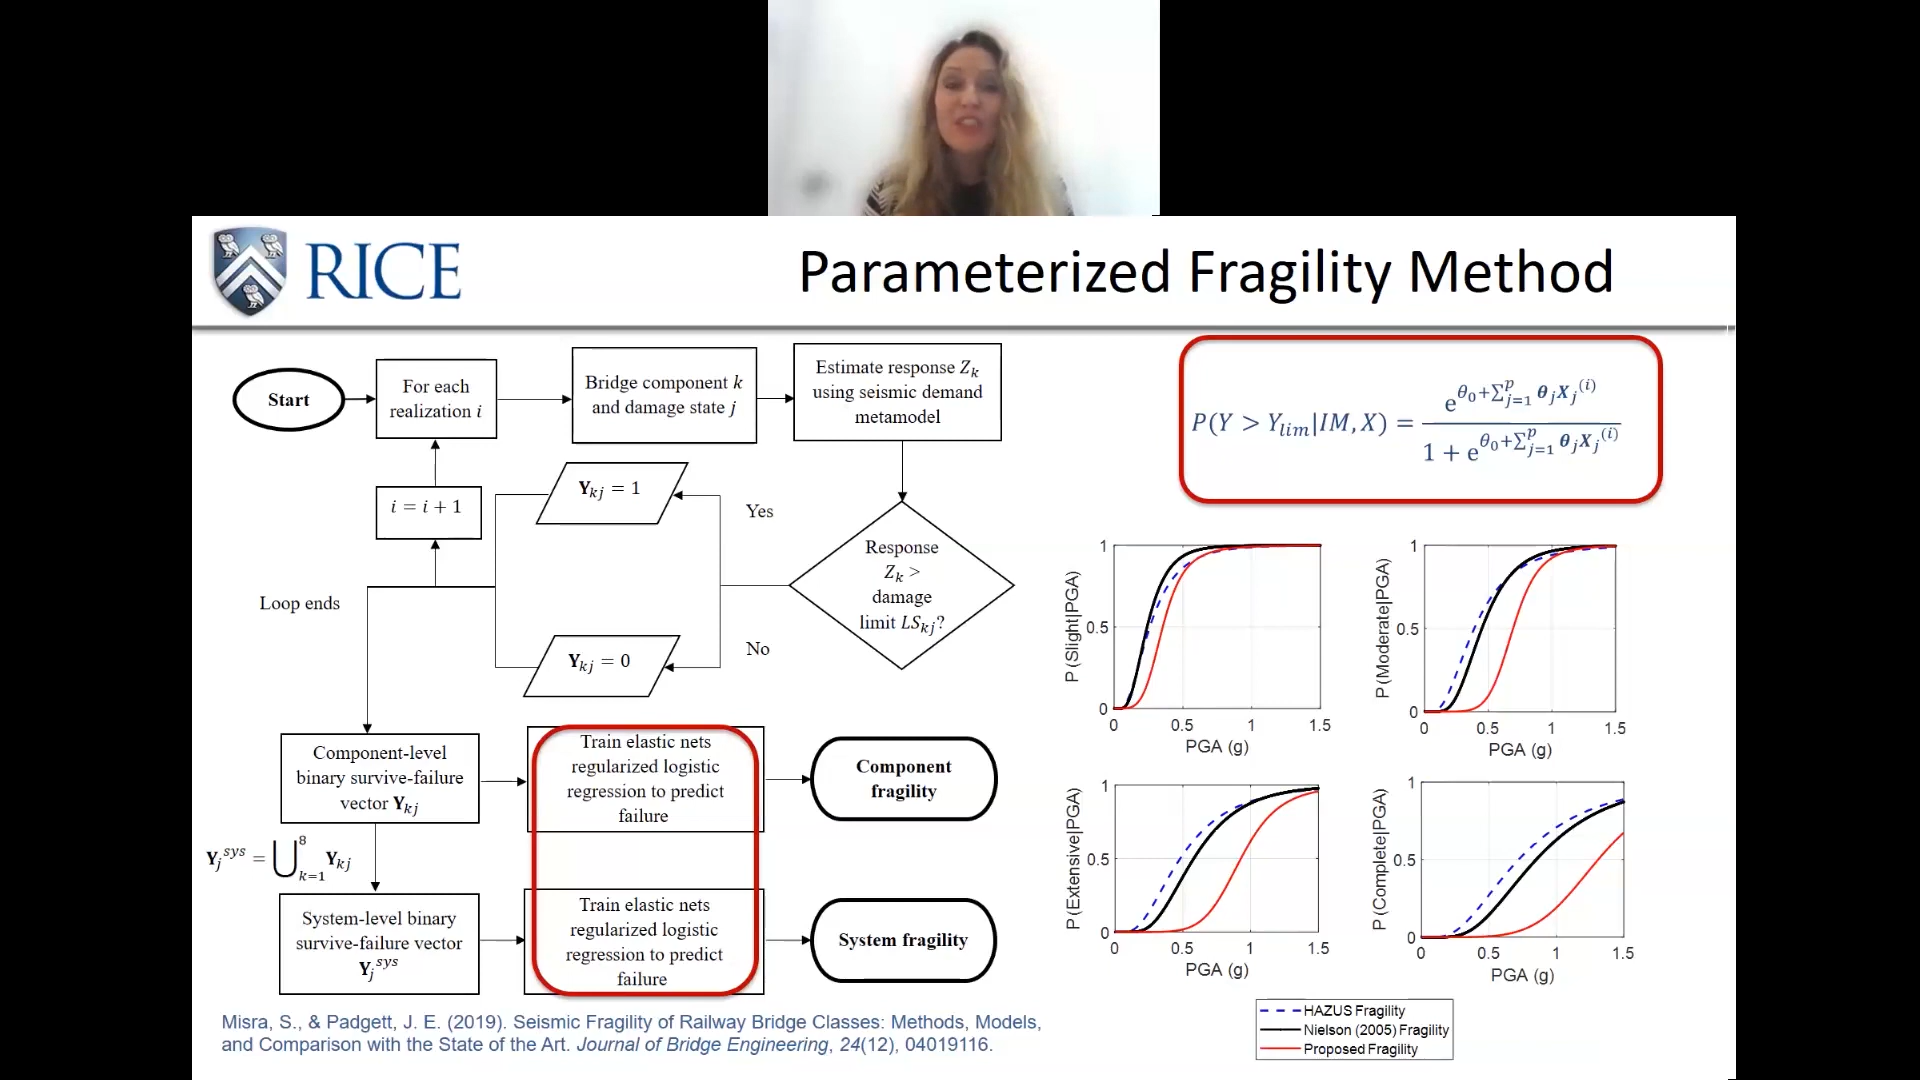 RICE
Parameterized Fragility Method
Start
For each
realization i
Bridge component k
and damage state j
Estimate response Z_k
using seismic demand
metamodel
P(Y > Y_lim|IM, X) = e^{θ_0+∑_{j=1}^{p} θ_j X_j^{(i)}} / 1 + e^{θ_0+∑_{j=1}^{p} θ_j X_j^{(i)}}
Y_kj = 1
i = i + 1
Yes
Response
Z_k >
damage
limit LS_kj?
Loop ends
No
Y_kj = 0
Component-level
binary survive-failure
vector Y_kj
Train elastic nets
regularized logistic
regression to predict
failure
Component
fragility
Y_j^sys = ⋃_{k=1}^{8} Y_kj
System-level binary
survive-failure vector
Y_j^sys
Train elastic nets
regularized logistic
regression to predict
failure
System fragility
P(Slight|PGA)
1
0.5
0
0 0.5 1 1.5
PGA (g)
P(Moderate|PGA)
1
0.5
0
0 0.5 1 1.5
PGA (g)
P(Extensive|PGA)
1
0.5
0
0 0.5 1 1.5
PGA (g)
P(Complete|PGA)
1
0.5
0
0 0.5 1 1.5
PGA (g)
HAZUS Fragility
Nielson (2005) Fragility
Proposed Fragility
Misra, S., & Padgett, J. E. (2019). Seismic Fragility of Railway Bridge Classes: Methods, Models,
and Comparison with the State of the Art. Journal of Bridge Engineering, 24(12), 04019116.